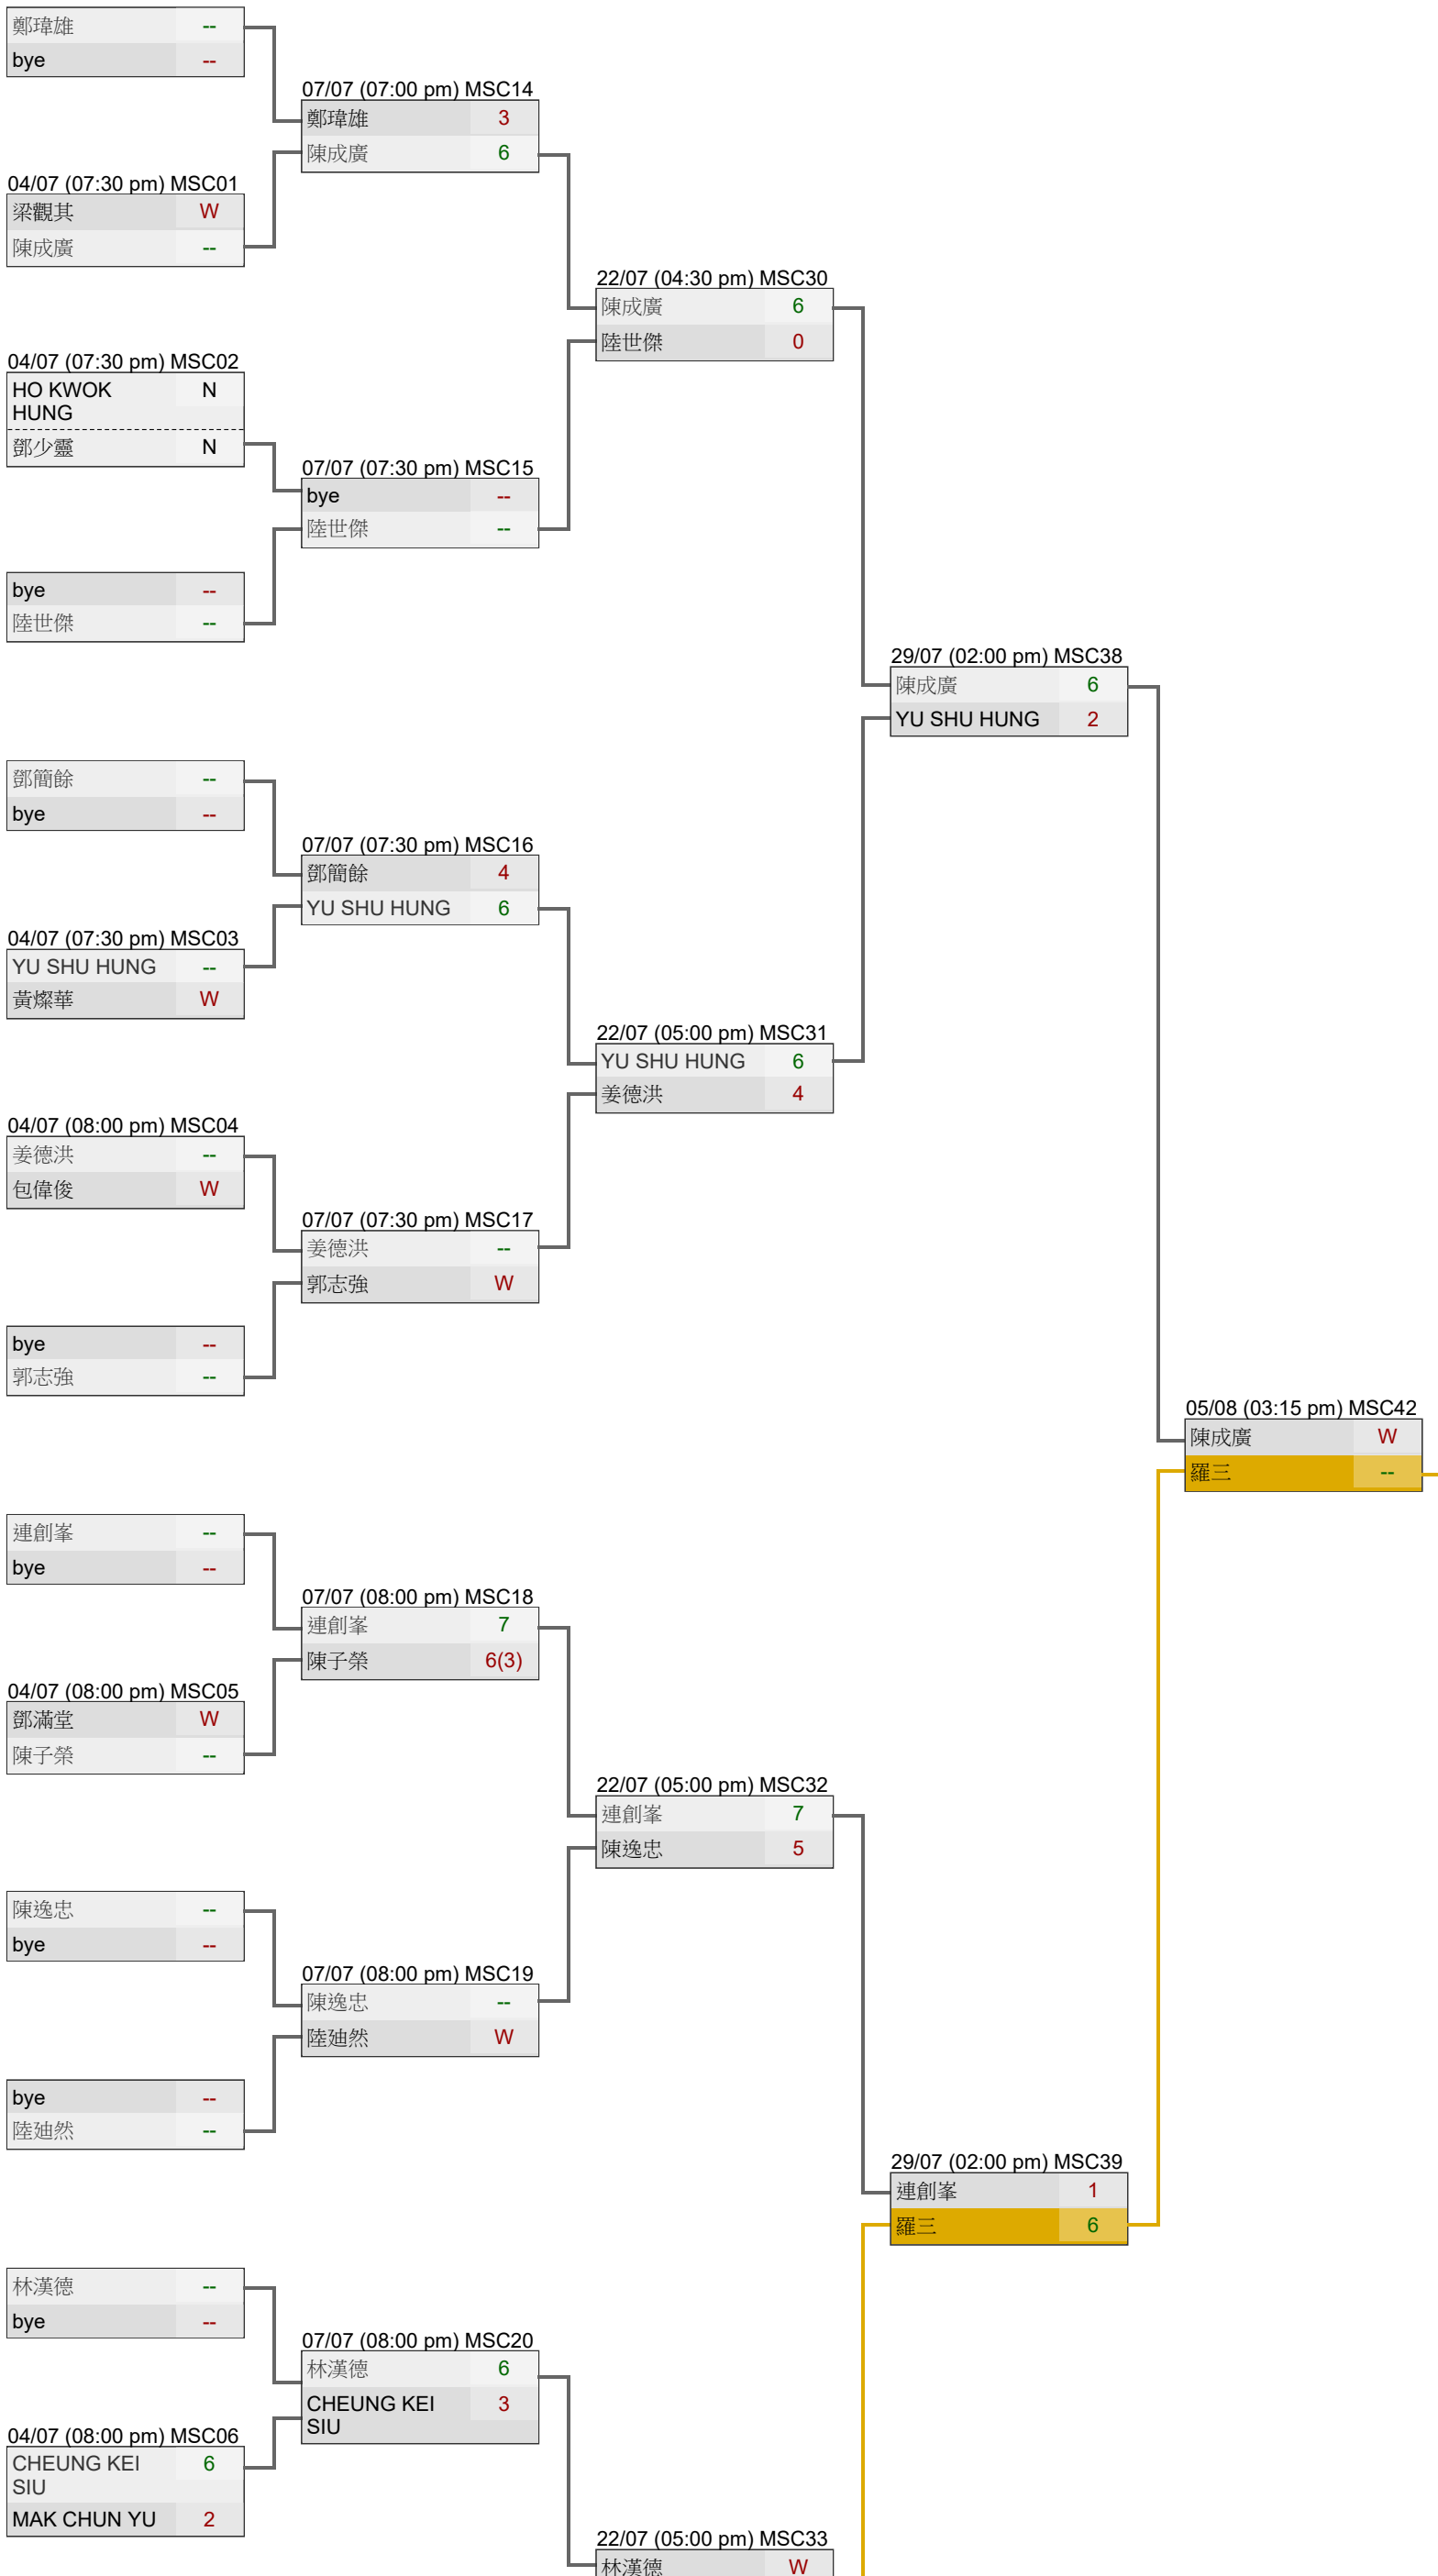 鄭瑋雄 --
bye --
07/07 (07:00 pm) MSC14
鄭瑋雄 3
陳成廣 6
04/07 (07:30 pm) MSC01
梁觀其 W
陳成廣 --
22/07 (04:30 pm) MSC30
陳成廣 6
陸世傑 0
04/07 (07:30 pm) MSC02
HO KWOK N
HUNG
鄧少靈 N
07/07 (07:30 pm) MSC15
bye --
陸世傑 --
bye --
陸世傑 --
29/07 (02:00 pm) MSC38
陳成廣 6
YU SHU HUNG 2
鄧簡餘 --
bye --
07/07 (07:30 pm) MSC16
鄧簡餘 4
YU SHU HUNG 6
04/07 (07:30 pm) MSC03
YU SHU HUNG --
黃燦華 W
22/07 (05:00 pm) MSC31
YU SHU HUNG 6
姜德洪 4
04/07 (08:00 pm) MSC04
姜德洪 --
包偉俊 W
07/07 (07:30 pm) MSC17
姜德洪 --
郭志強 W
bye --
郭志強 --
05/08 (03:15 pm) MSC42
陳成廣 W
羅三 --
連創峯 --
bye --
07/07 (08:00 pm) MSC18
連創峯 7
陳子榮 6(3)
04/07 (08:00 pm) MSC05
鄧滿堂 W
陳子榮 --
22/07 (05:00 pm) MSC32
連創峯 7
陳逸忠 5
陳逸忠 --
bye --
07/07 (08:00 pm) MSC19
陳逸忠 --
陸廸然 W
bye --
陸廸然 --
29/07 (02:00 pm) MSC39
連創峯 1
羅三 6
林漢德 --
bye --
07/07 (08:00 pm) MSC20
林漢德 6
CHEUNG KEI 3
SIU
04/07 (08:00 pm) MSC06
CHEUNG KEI 6
SIU
MAK CHUN YU 2
22/07 (05:00 pm) MSC33
林漢德 W